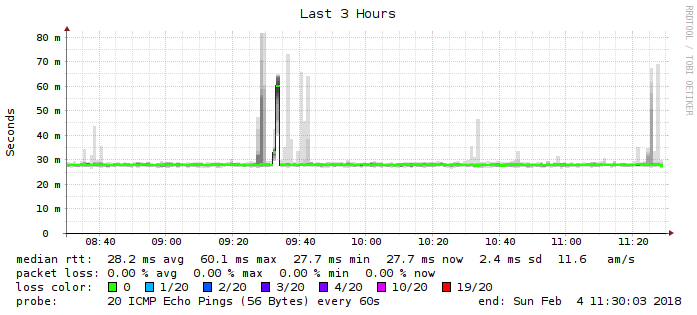 Last 3 Hours
RRDTOOL / TOBI OETIKER
Seconds
80 m
70 m
60 m
50 m
40 m
30 m
20 m
10 m
0
08:40 09:00 09:20 09:40 10:00 10:20 10:40 11:00 11:20
median rtt: 28.2 ms avg 60.1 ms max 27.7 ms min 27.7 ms now 2.4 ms sd 11.6 am/s
packet loss: 0.00 % avg 0.00 % max 0.00 % min 0.00 % now
loss color: 0 1/20 2/20 3/20 4/20 10/20 19/20
probe: 20 ICMP Echo Pings (56 Bytes) every 60s end: Sun Feb 4 11:30:03 2018